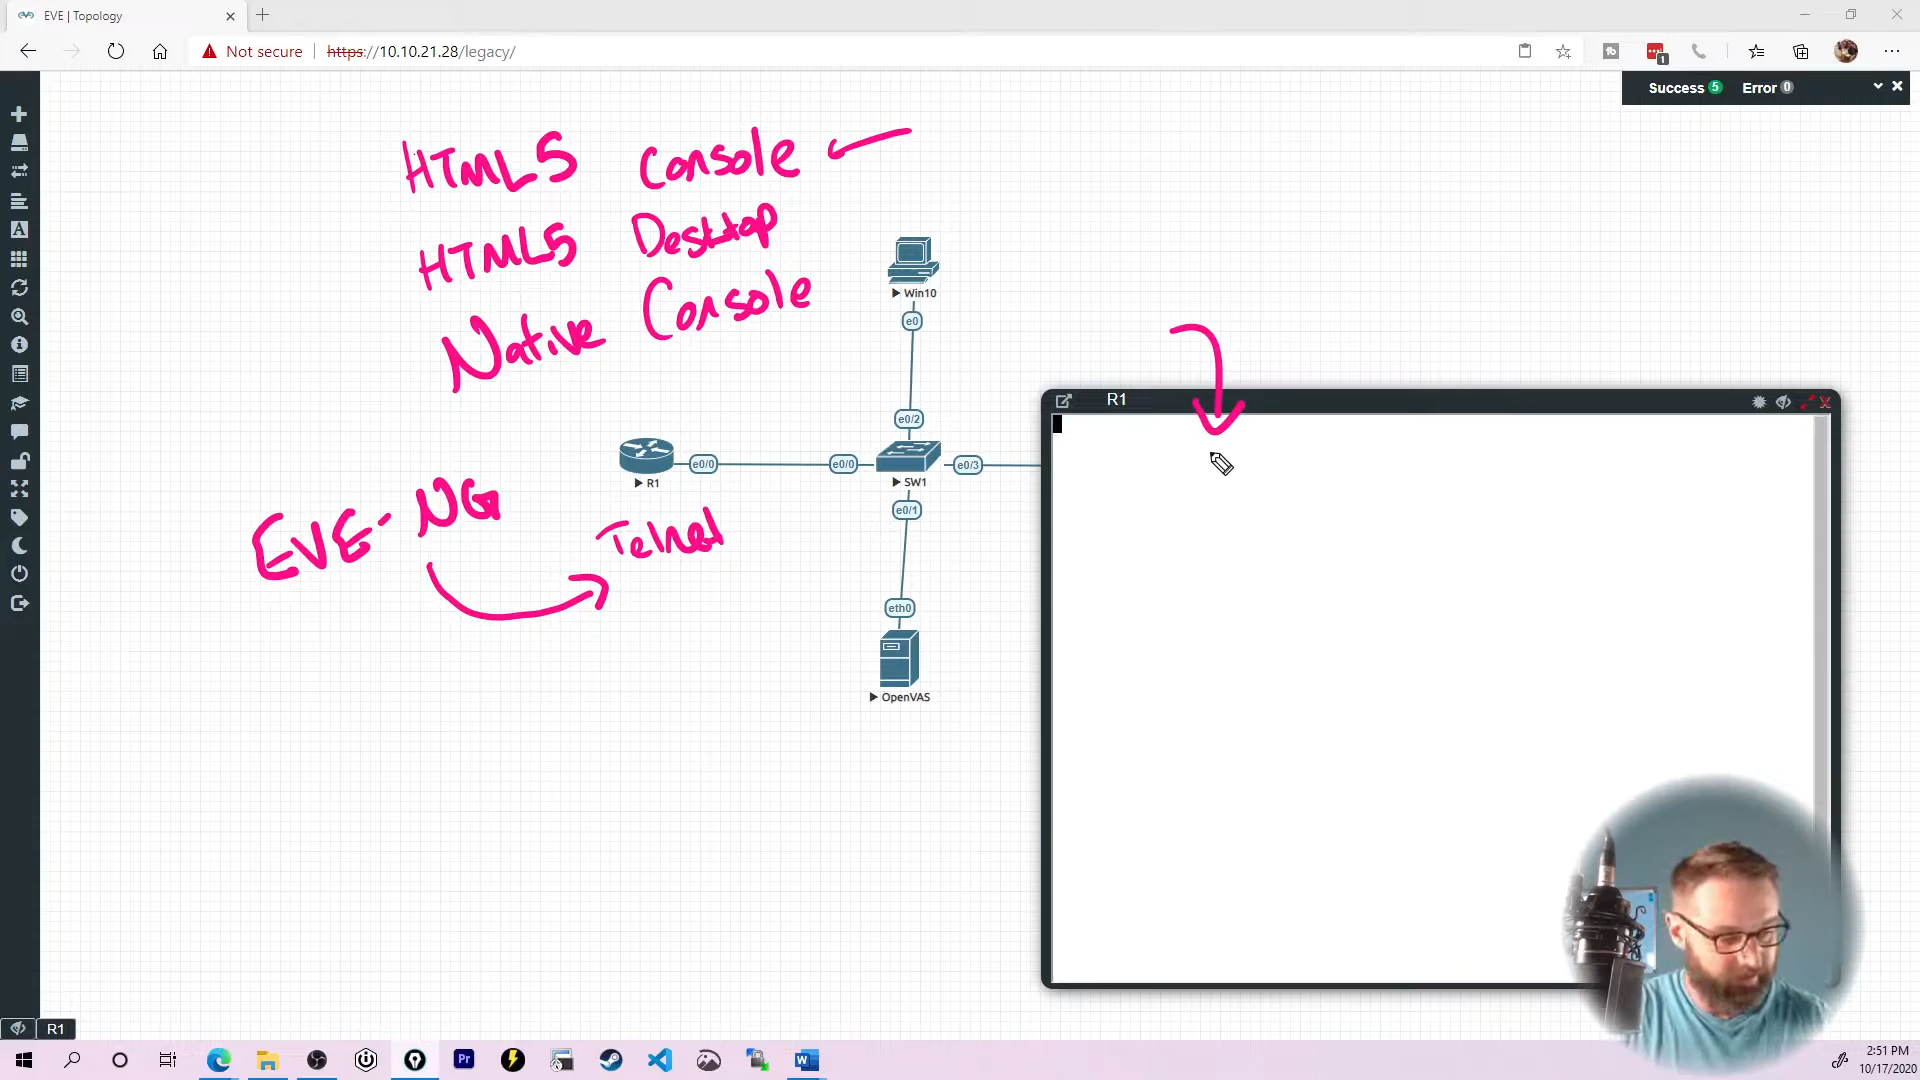 EVE | Topology
Not secure https://10.10.21.28/legacy/
1
Success 5 Error 0
HTML5 Console
HTML5 Desktop
Native Console
Win10
e0
e0/2
R1
e0/0
e0/0
e0/3
R1
SW1
e0/1
EVE-NG
Telnet
eth0
OpenVAS
R1
Pr
2:51 PM
10/17/2020